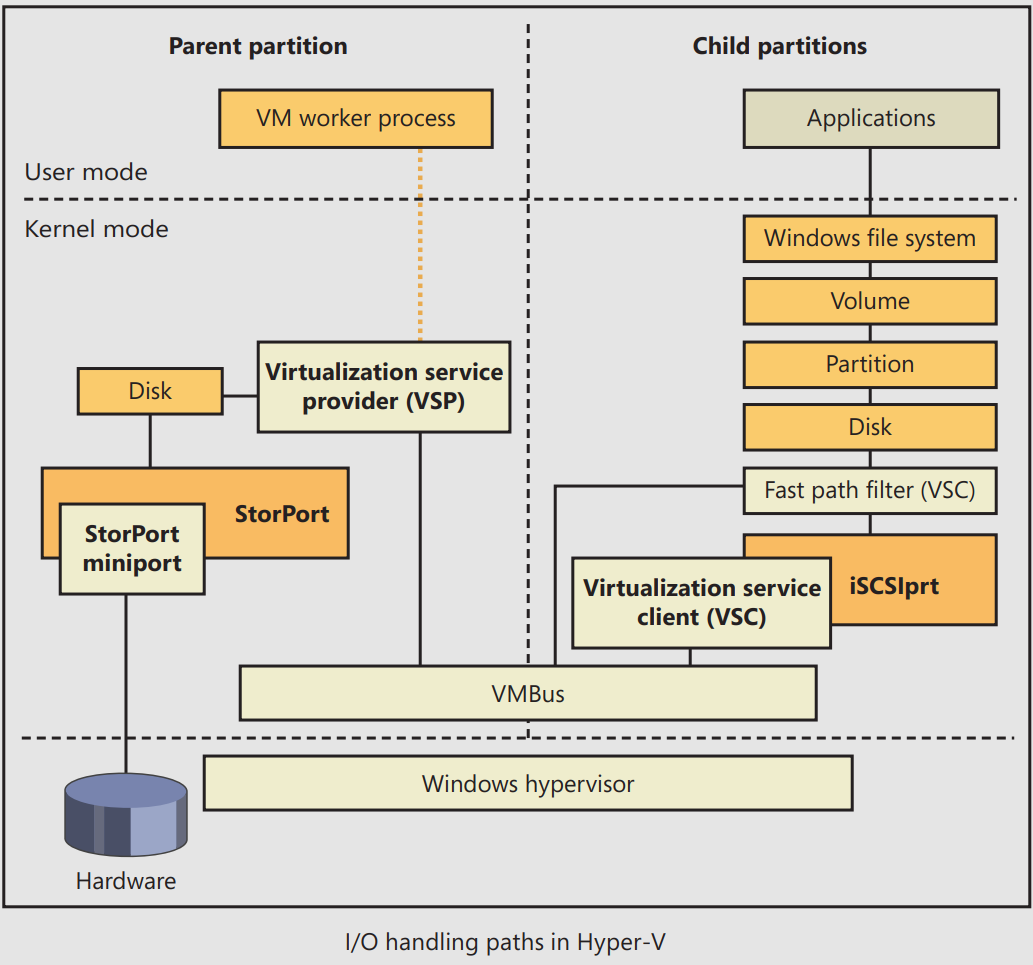 Parent partition
Child partitions
VM worker process
Applications
User mode
Kernel mode
Windows file system
Volume
Partition
Disk
Virtualization service
provider (VSP)
Disk
Fast path filter (VSC)
StorPort
StorPort
miniport
iSCSIprt
Virtualization service
client (VSC)
VMBus
Windows hypervisor
Hardware
I/O handling paths in Hyper-V